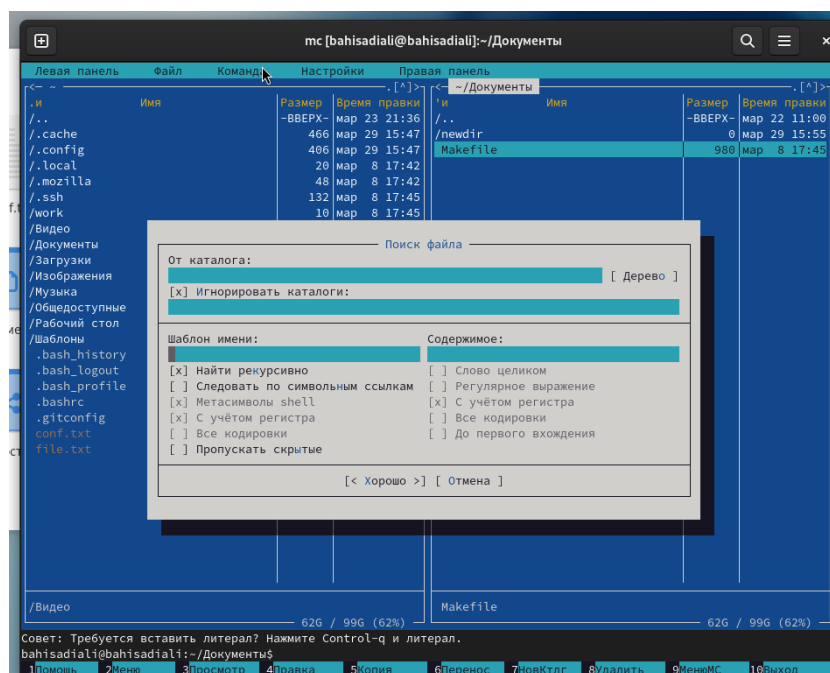 mc [bahisadiali@bahisadiali]:~/Документы
Левая панель Файл Команды Настройки Правая панель
<— ~ .[^]> <— ~/Документы .[^]>
.и Имя Размер Время правки 'и Имя Размер Время правки
/.. -ВВЕРХ- мар 23 21:36 /.. -ВВЕРХ- мар 22 11:00
/.cache 466 мар 29 15:47 /newdir 0 мар 29 15:55
/.config 406 мар 29 15:47 Makefile 980 мар 8 17:45
/.local 20 мар 8 17:42
/.mozilla 48 мар 8 17:42
/.ssh 132 мар 8 17:45
/work 10 мар 8 17:45
/Видео
/Документы
/Загрузки
/Изображения
/Музыка
/Общедоступные
/Рабочий стол
/Шаблоны
.bash_history
.bash_logout
.bash_profile
.bashrc
.gitconfig
conf.txt
file.txt
Поиск файла
От каталога:
[ Дерево ]
[x] Игнорировать каталоги:
Шаблон имени: Содержимое:
[x] Найти рекурсивно [ ] Слово целиком
[ ] Следовать по символьным ссылкам [ ] Регулярное выражение
[x] Метасимволы shell [x] С учётом регистра
[x] С учётом регистра [ ] Все кодировки
[ ] Все кодировки [ ] До первого вхождения
[ ] Пропускать скрытые
[< Хорошо >] [ Отмена ]
/Видео Makefile
62G / 99G (62%) 62G / 99G (62%)
Совет: Требуется вставить литерал? Нажмите Control-q и литерал.
bahisadiali@bahisadiali:~/Документы$
1Помощь 2Меню 3Просмотр 4Правка 5Копия 6Перенос 7НовКтлг 8Удалить 9МенюMC 10Выход